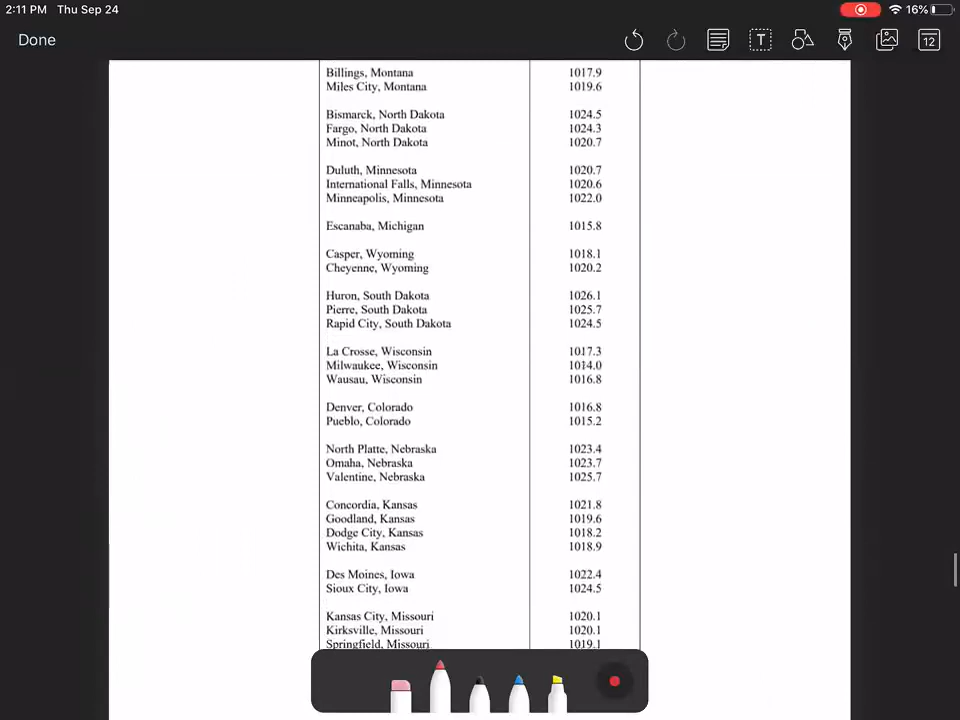 2:11 PM Thu Sep 24 16%
Done T 12
Billings, Montana 1017.9
Miles City, Montana 1019.6
Bismarck, North Dakota 1024.5
Fargo, North Dakota 1024.3
Minot, North Dakota 1020.7
Duluth, Minnesota 1020.7
International Falls, Minnesota 1020.6
Minneapolis, Minnesota 1022.0
Escanaba, Michigan 1015.8
Casper, Wyoming 1018.1
Cheyenne, Wyoming 1020.2
Huron, South Dakota 1026.1
Pierre, South Dakota 1025.7
Rapid City, South Dakota 1024.5
La Crosse, Wisconsin 1017.3
Milwaukee, Wisconsin 1014.0
Wausau, Wisconsin 1016.8
Denver, Colorado 1016.8
Pueblo, Colorado 1015.2
North Platte, Nebraska 1023.4
Omaha, Nebraska 1023.7
Valentine, Nebraska 1025.7
Concordia, Kansas 1021.8
Goodland, Kansas 1019.6
Dodge City, Kansas 1018.2
Wichita, Kansas 1018.9
Des Moines, Iowa 1022.4
Sioux City, Iowa 1024.5
Kansas City, Missouri 1020.1
Kirksville, Missouri 1020.1
Springfield, Missouri 1019.1